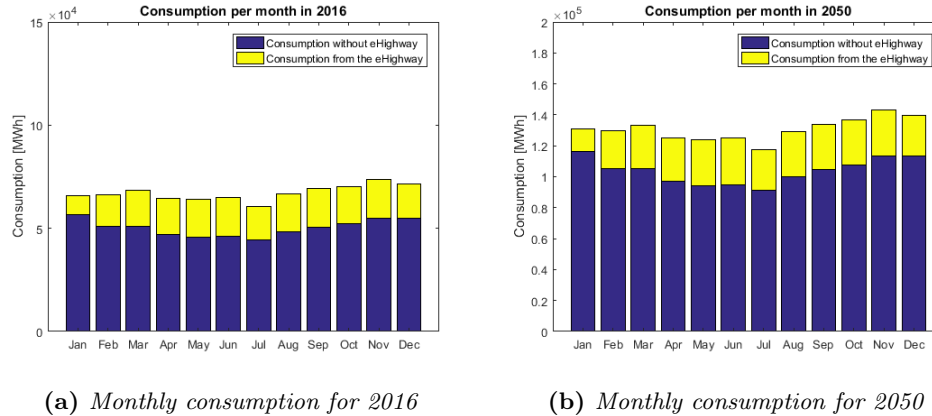 Consumption per month in 2016
×10⁴
15
10
5
0
Consumption [MWh]
Consumption without eHighway
Consumption from the eHighway
Jan Feb Mar Apr May Jun Jul Aug Sep Oct Nov Dec
(a) Monthly consumption for 2016
Consumption per month in 2050
×10⁵
2
1.8
1.6
1.4
1.2
1
0.8
0.6
0.4
0.2
0
Consumption [MWh]
Consumption without eHighway
Consumption from the eHighway
Jan Feb Mar Apr May Jun Jul Aug Sep Oct Nov Dec
(b) Monthly consumption for 2050